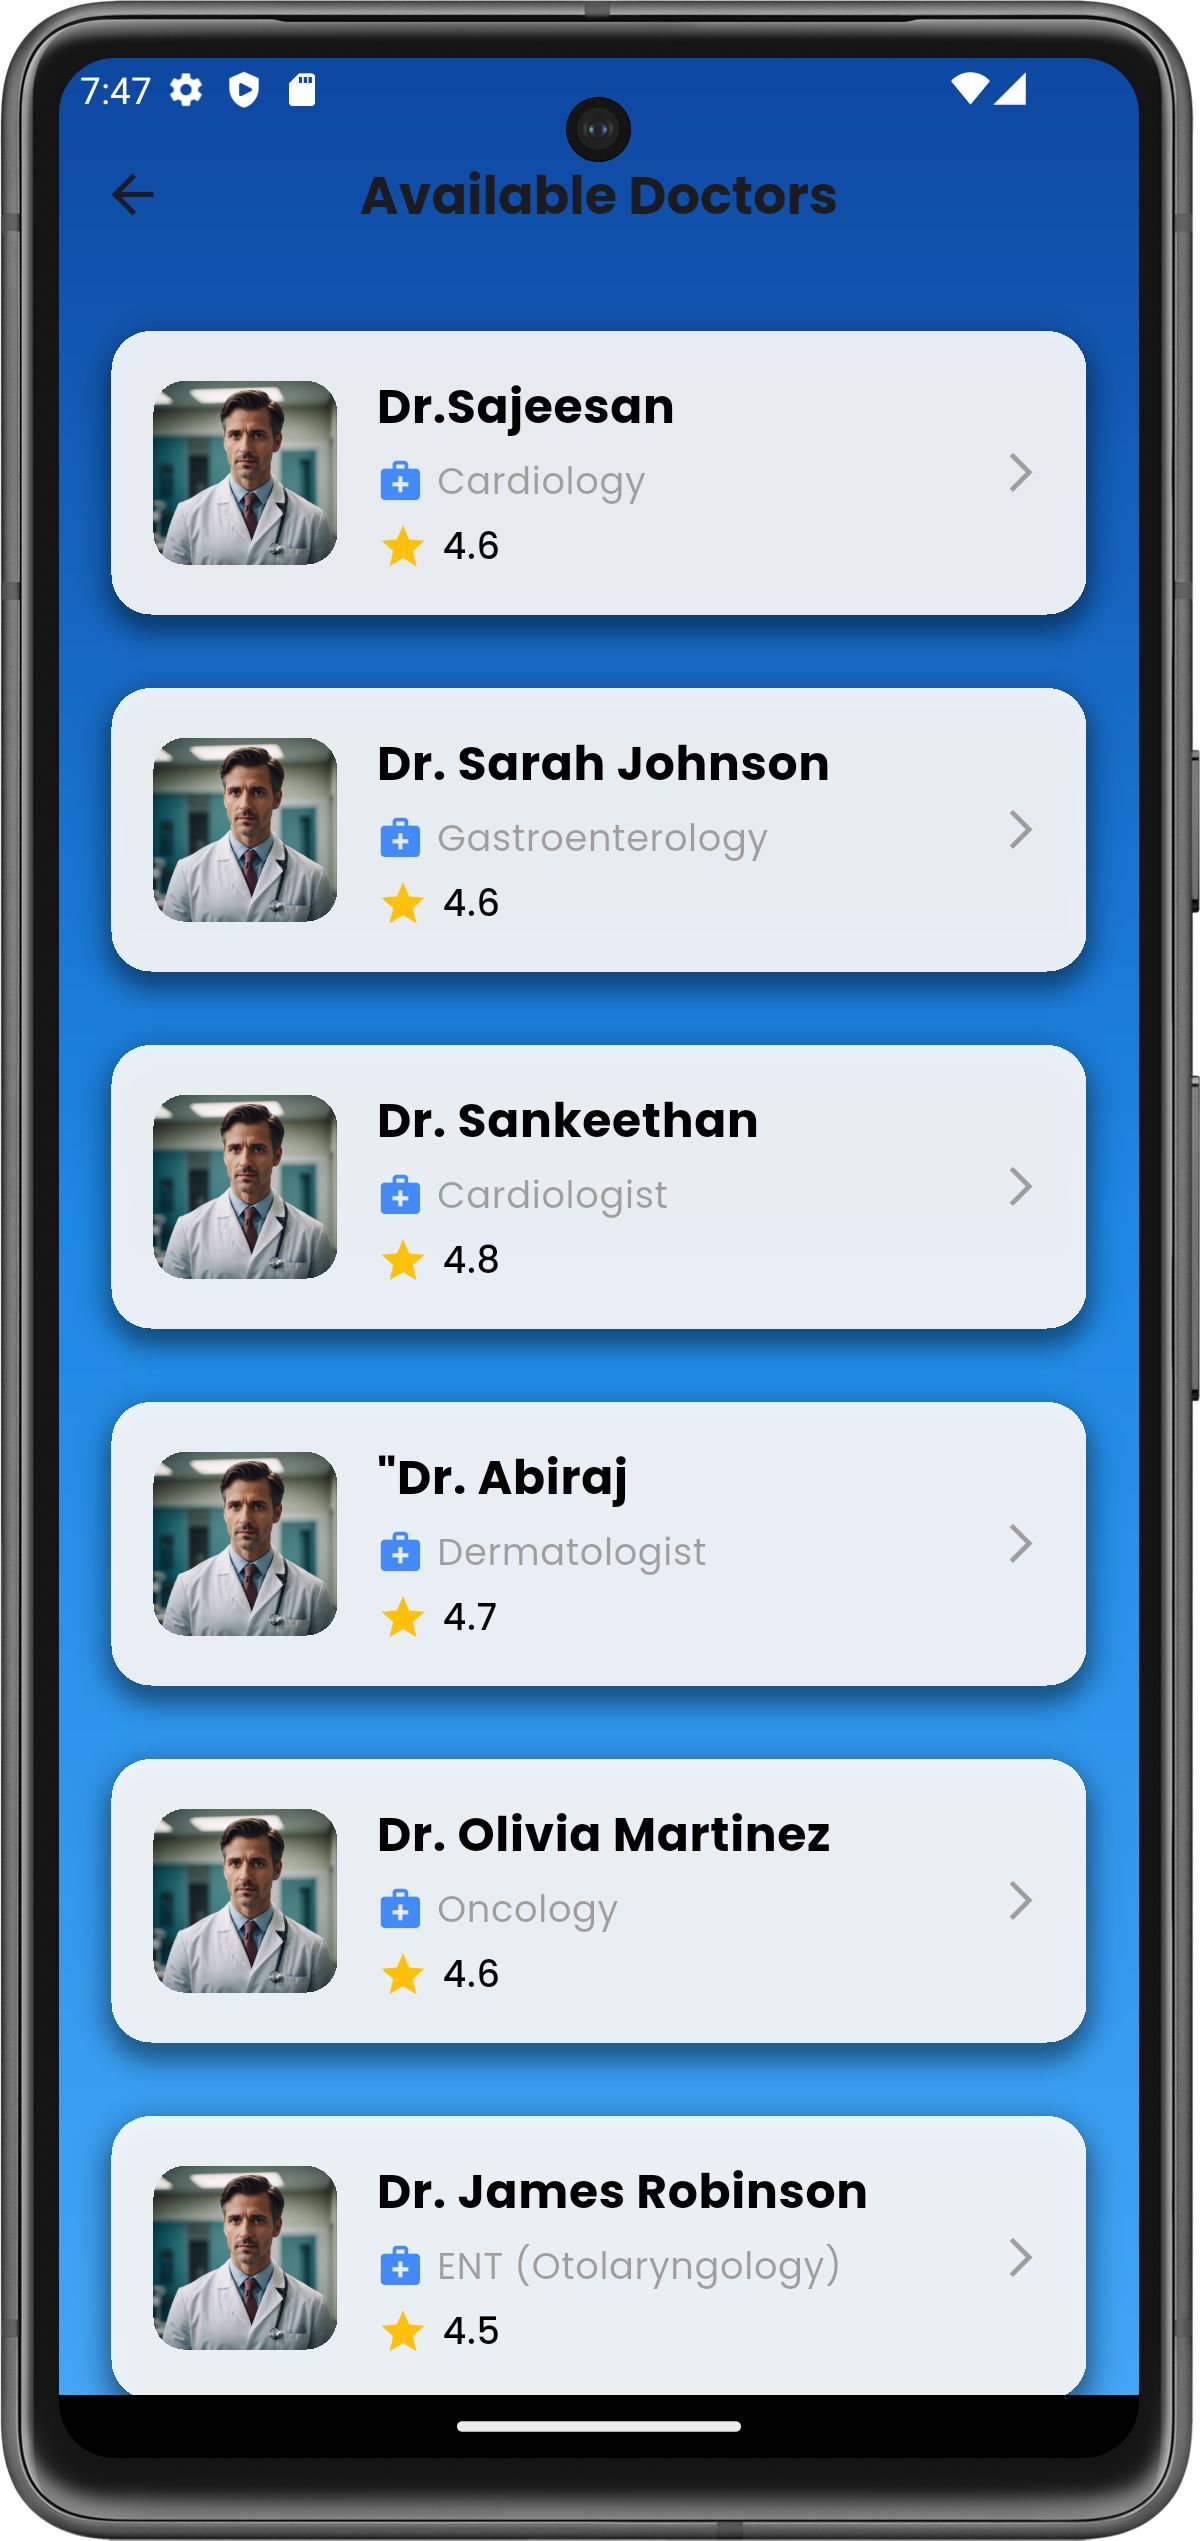 7:47
Available Doctors
Dr.Sajeesan
Cardiology
4.6
Dr. Sarah Johnson
Gastroenterology
4.6
Dr. Sankeethan
Cardiologist
4.8
"Dr. Abiraj
Dermatologist
4.7
Dr. Olivia Martinez
Oncology
4.6
Dr. James Robinson
ENT (Otolaryngology)
4.5